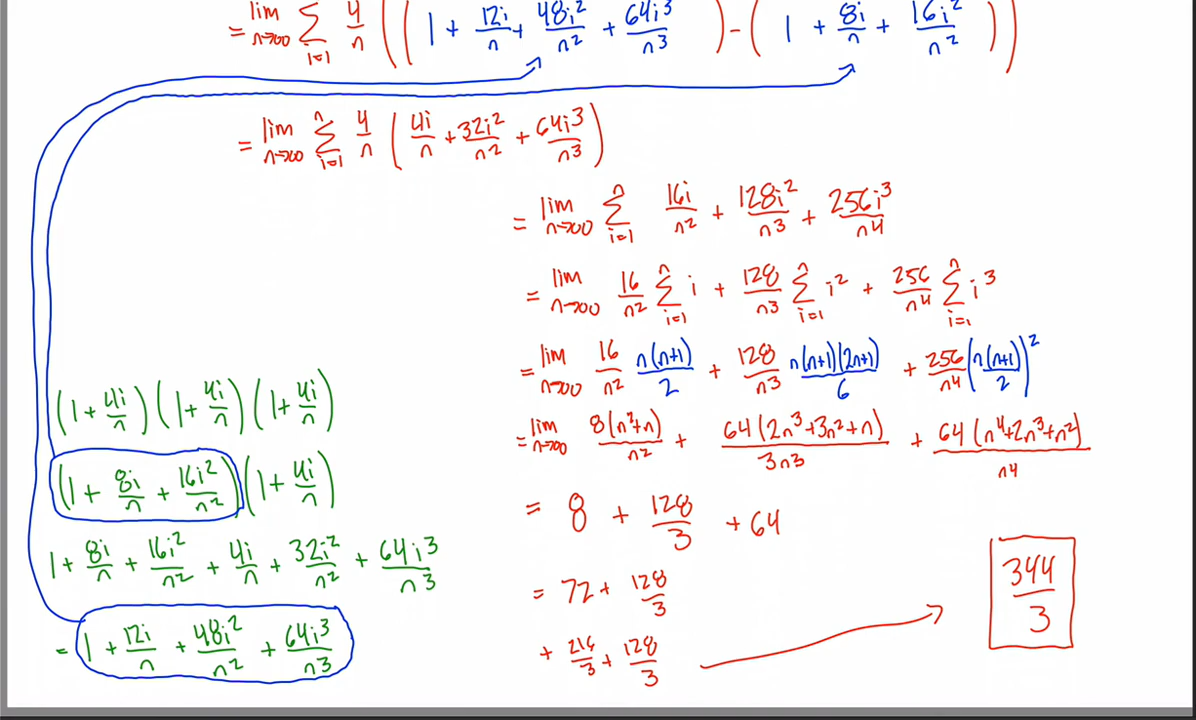 = lim n→∞ Σ i=1 4/n ((1 + 12i/n + 48i²/n² + 64i³/n³) - (1 + 8i/n + 16i²/n²))
= lim n→∞ Σ i=1 n 4/n (4i/n + 32i²/n² + 64i³/n³)
= lim n→∞ Σ i=1 n 16i/n² + 128i²/n³ + 256i³/n⁴
= lim n→∞ 16/n² Σ i=1 n i + 128/n³ Σ i=1 n i² + 256/n⁴ Σ i=1 n i³
= lim n→∞ 16/n² n(n+1)/2 + 128/n³ n(n+1)(2n+1)/6 + 256/n⁴ (n(n+1)/2)²
= lim n→∞ 8(n²+n)/n² + 64(2n³+3n²+n)/3n³ + 64(n⁴+2n³+n²)/n⁴
= 8 + 128/3 + 64
= 72 + 128/3
+ 216/3 + 128/3
344/3
(1+4i/n)(1+4i/n)(1+4i/n)
(1+8i/n+16i²/n²)(1+4i/n)
1+8i/n+16i²/n²+4i/n+32i²/n²+64i³/n³
= 1+12i/n+48i²/n²+64i³/n³